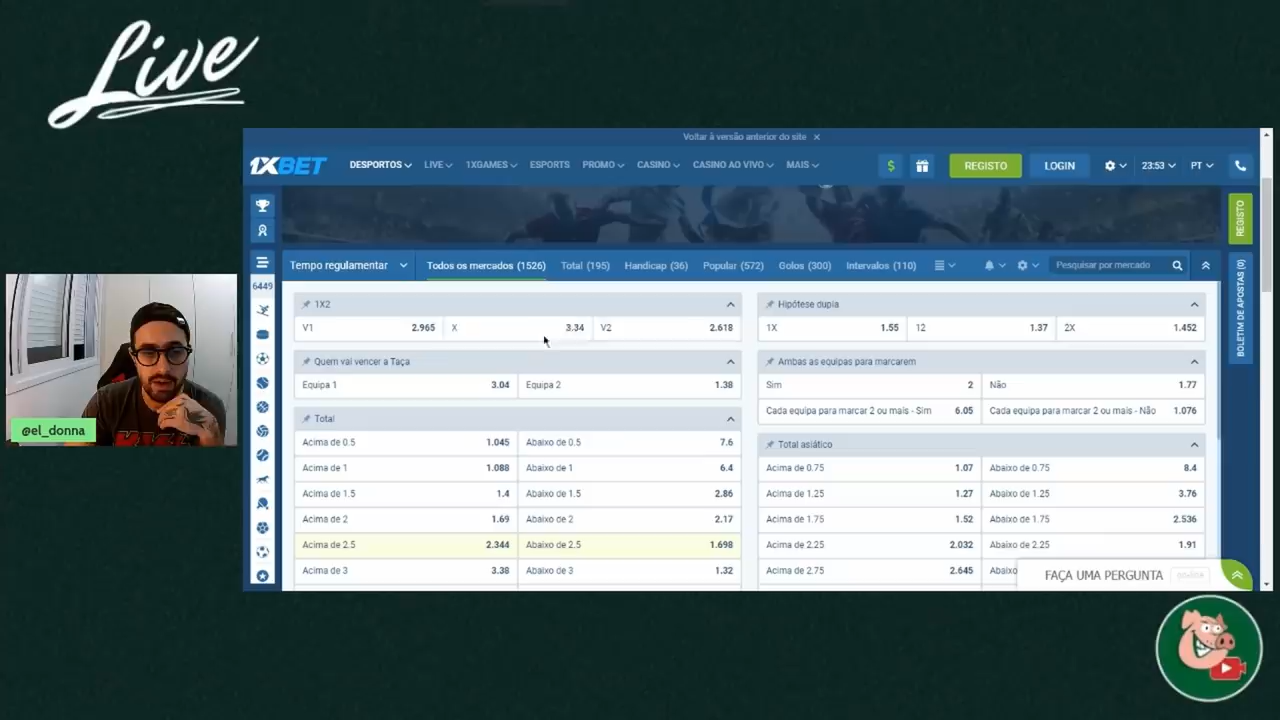 Live
Voltar à versão anterior do site ×
1XBET DESPORTOS LIVE 1XGAMES ESPORTS PROMO CASINO CASINO AO VIVO MAIS $ REGISTO LOGIN 23:53 PT
REGISTO
Tempo regulamentar Todos os mercados (1526) Total (195) Handicap (36) Popular (572) Golos (300) Intervalos (110) Pesquisar por mercado
BOLETIM DE APOSTAS (0)
6449
1X2
V1 2.965 X 3.34 V2 2.618
Quem vai vencer a Taça
Equipa 1 3.04 Equipa 2 1.38
Total
Acima de 0.5 1.045 Abaixo de 0.5 7.6
Acima de 1 1.088 Abaixo de 1 6.4
Acima de 1.5 1.4 Abaixo de 1.5 2.86
Acima de 2 1.69 Abaixo de 2 2.17
Acima de 2.5 2.344 Abaixo de 2.5 1.698
Acima de 3 3.38 Abaixo de 3 1.32
Hipótese dupla
1X 1.55 12 1.37 2X 1.452
Ambas as equipas para marcarem
Sim 2 Não 1.77
Cada equipa para marcar 2 ou mais - Sim 6.05 Cada equipa para marcar 2 ou mais - Não 1.076
Total asiático
Acima de 0.75 1.07 Abaixo de 0.75 8.4
Acima de 1.25 1.27 Abaixo de 1.25 3.76
Acima de 1.75 1.52 Abaixo de 1.75 2.536
Acima de 2.25 2.032 Abaixo de 2.25 1.91
Acima de 2.75 2.645 Abaixo
FAÇA UMA PERGUNTA
@el_donna